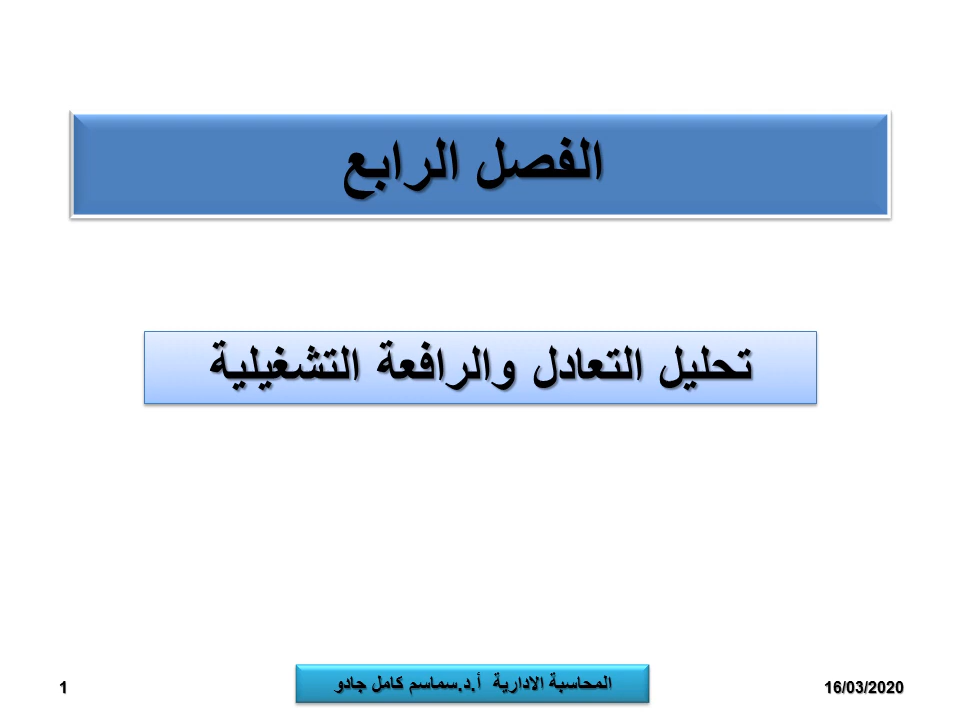 الفصل الرابع
تحليل التعادل والرافعة التشغيلية
1
المحاسبة الادارية أ.د.سماسم كامل جادو
16/03/2020